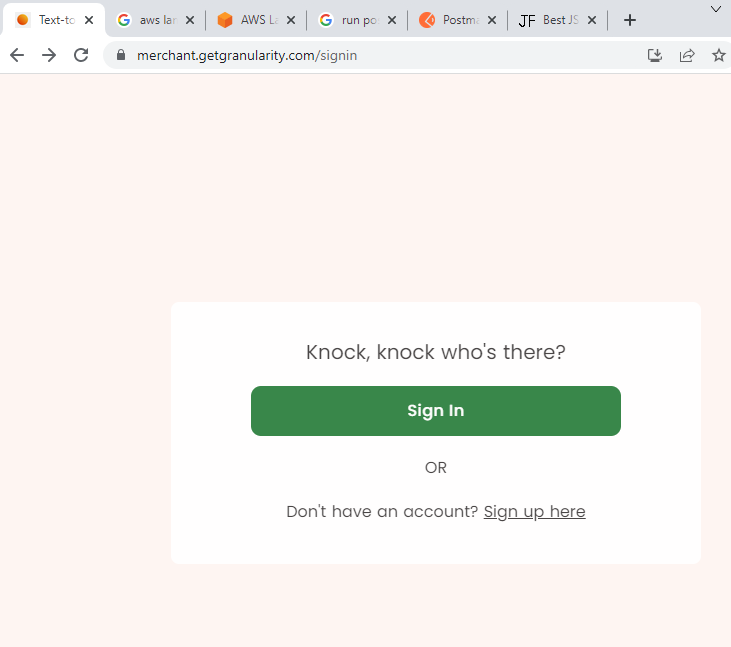 Text-to
aws lar
AWS La
run po
Postma
JF Best JS
merchant.getgranularity.com/signin
Knock, knock who's there?
Sign In
OR
Don't have an account? Sign up here